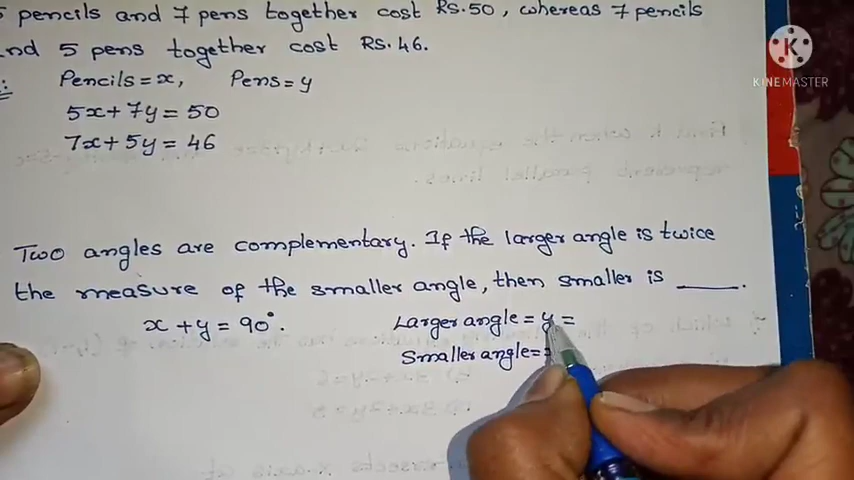 pencils and 7 pens together cost Rs.50, whereas 7 pencils
and 5 pens together cost Rs.46.
Pencils = x, Pens = y
5x + 7y = 50
7x + 5y = 46
K
KINEMASTER
Two angles are complementary. If the larger angle is twice
the measure of the smaller angle, then smaller is ______.
x + y = 90°.
Larger angle = y =
Smaller angle =